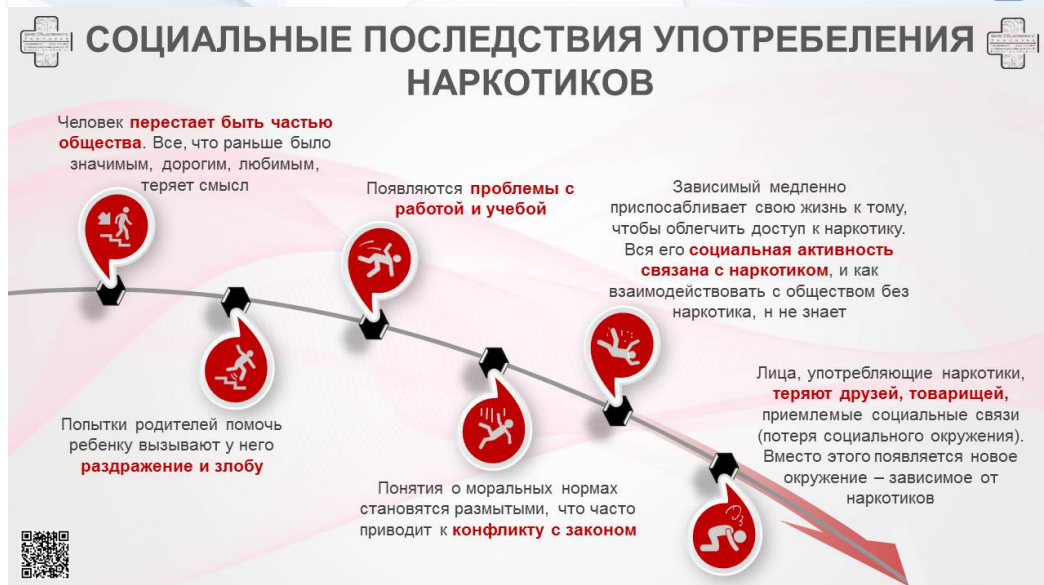 СОЦИАЛЬНЫЕ ПОСЛЕДСТВИЯ УПОТРЕБЕЛЕНИЯ
НАРКОТИКОВ
Человек перестает быть частью
общества. Все, что раньше было
значимым, дорогим, любимым,
теряет смысл
Попытки родителей помочь
ребенку вызывают у него
раздражение и злобу
Появляются проблемы с
работой и учебой
Понятия о моральных нормах
становятся размытыми, что часто
приводит к конфликту с законом
Зависимый медленно
приспосабливает свою жизнь к тому,
чтобы облегчить доступ к наркотику.
Вся его социальная активность
связана с наркотиком, и как
взаимодействовать с обществом без
наркотика, н не знает
Лица, употребляющие наркотики,
теряют друзей, товарищей,
приемлемые социальные связи
(потеря социального окружения).
Вместо этого появляется новое
окружение – зависимое от
наркотиков